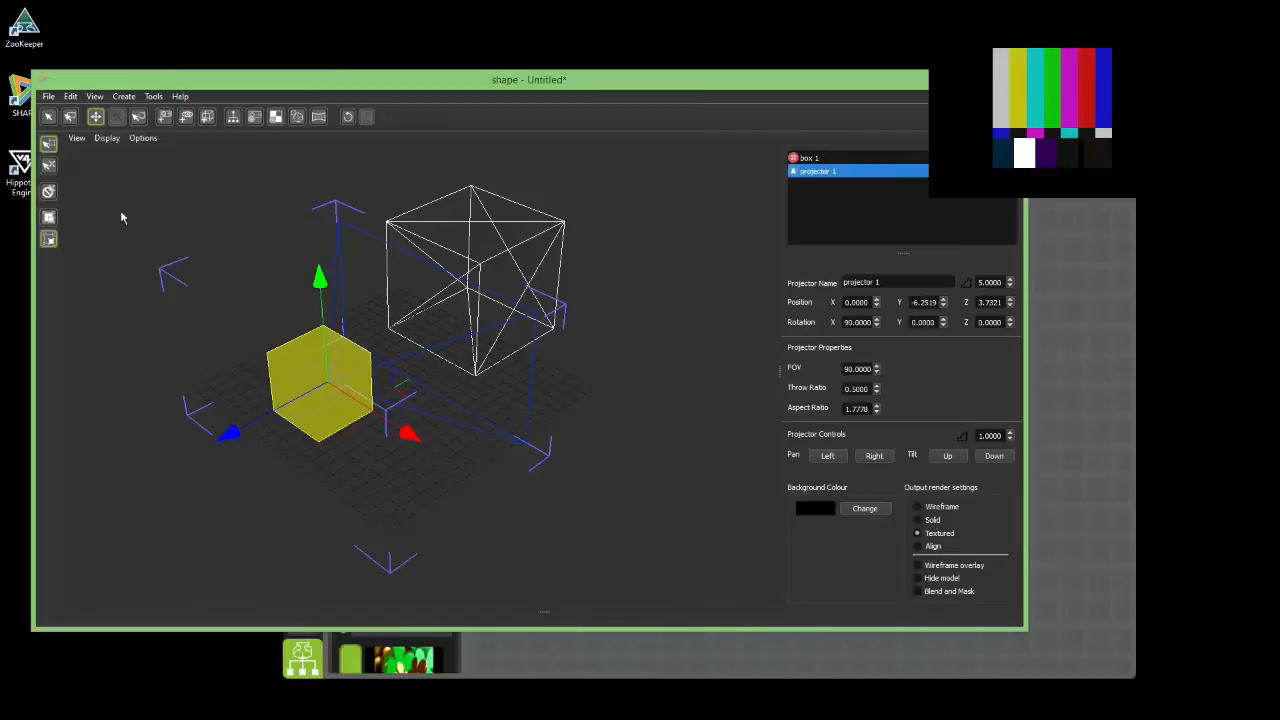 ZooKeeper
shape - Untitled*
File Edit View Create Tools Help
SHAP
View Display Options
box 1
projector 1
Hippot
Engin
Projector Name projector 1 5.0000
Position X 0.0000 Y -6.2519 Z 3.7321
Rotation X 90.0000 Y 0.0000 Z 0.0000
Projector Properties
FOV 90.0000
Throw Ratio 0.5000
Aspect Ratio 1.7778
Projector Controls 1.0000
Pan Left Right Tilt Up Down
Background Colour Output render settings
Change
Wireframe
Solid
Textured
Align
Wireframe overlay
Hide model
Blend and Mask